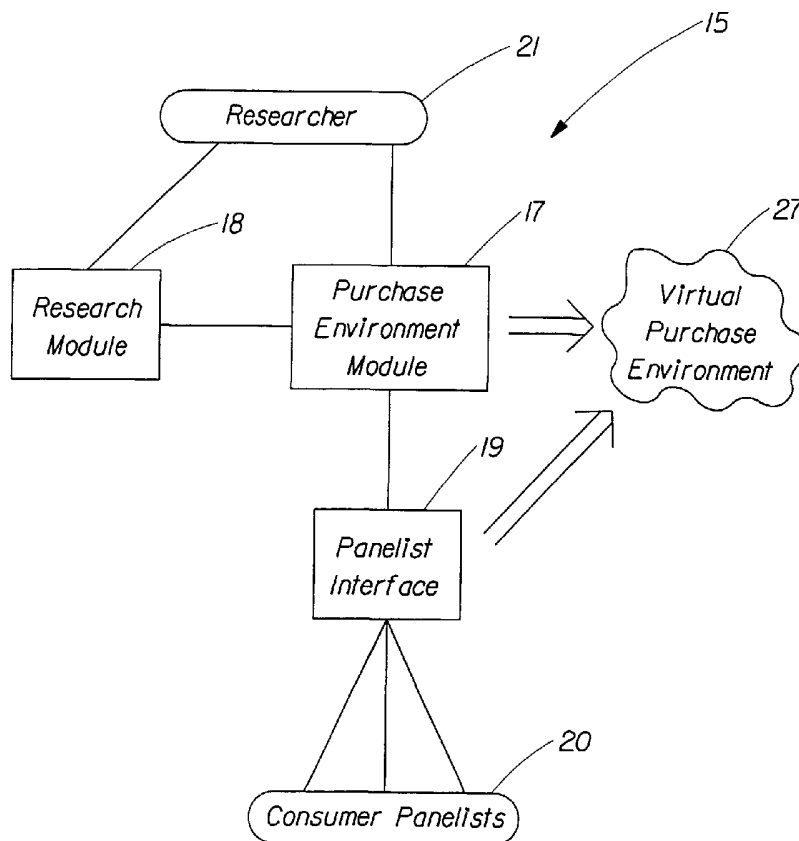 21
15
Researcher
18
17
27
Research
Module
Purchase
Environment
Module
Virtual
Purchase
Environment
19
Panelist
Interface
20
Consumer Panelists